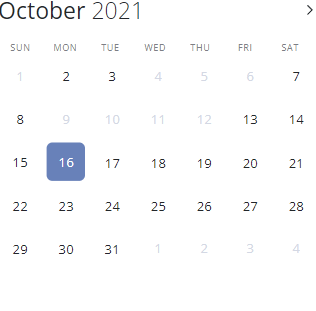 October 2021
SUN MON TUE WED THU FRI SAT
1 2 3 4 5 6 7
8 9 10 11 12 13 14
15 16 17 18 19 20 21
22 23 24 25 26 27 28
29 30 31 1 2 3 4